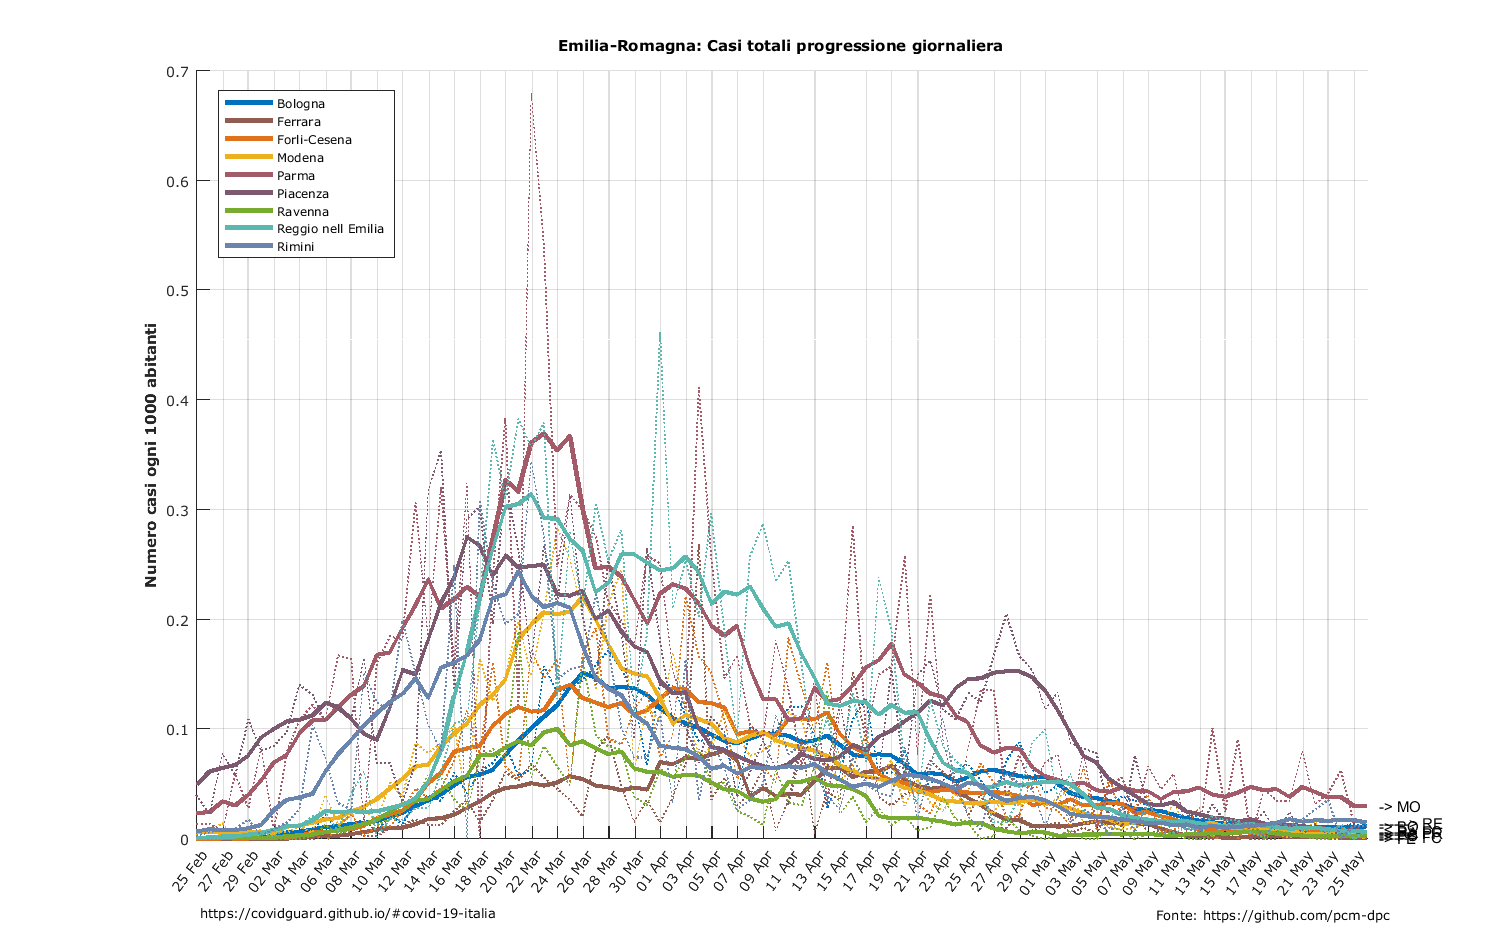 Emilia-Romagna: Casi totali progressione giornaliera
Numero casi ogni 1000 abitanti
0.7
0.6
0.5
0.4
0.3
0.2
0.1
0
Bologna
Ferrara
Forli-Cesena
Modena
Parma
Piacenza
Ravenna
Reggio nell Emilia
Rimini
-> MO
25 Feb
27 Feb
29 Feb
02 Mar
04 Mar
06 Mar
08 Mar
10 Mar
12 Mar
14 Mar
16 Mar
18 Mar
20 Mar
22 Mar
24 Mar
26 Mar
28 Mar
30 Mar
01 Apr
03 Apr
05 Apr
07 Apr
09 Apr
11 Apr
13 Apr
15 Apr
17 Apr
19 Apr
21 Apr
23 Apr
25 Apr
27 Apr
29 Apr
01 May
03 May
05 May
07 May
09 May
11 May
13 May
15 May
17 May
19 May
21 May
23 May
25 May
https://covidguard.github.io/#covid-19-italia
Fonte: https://github.com/pcm-dpc